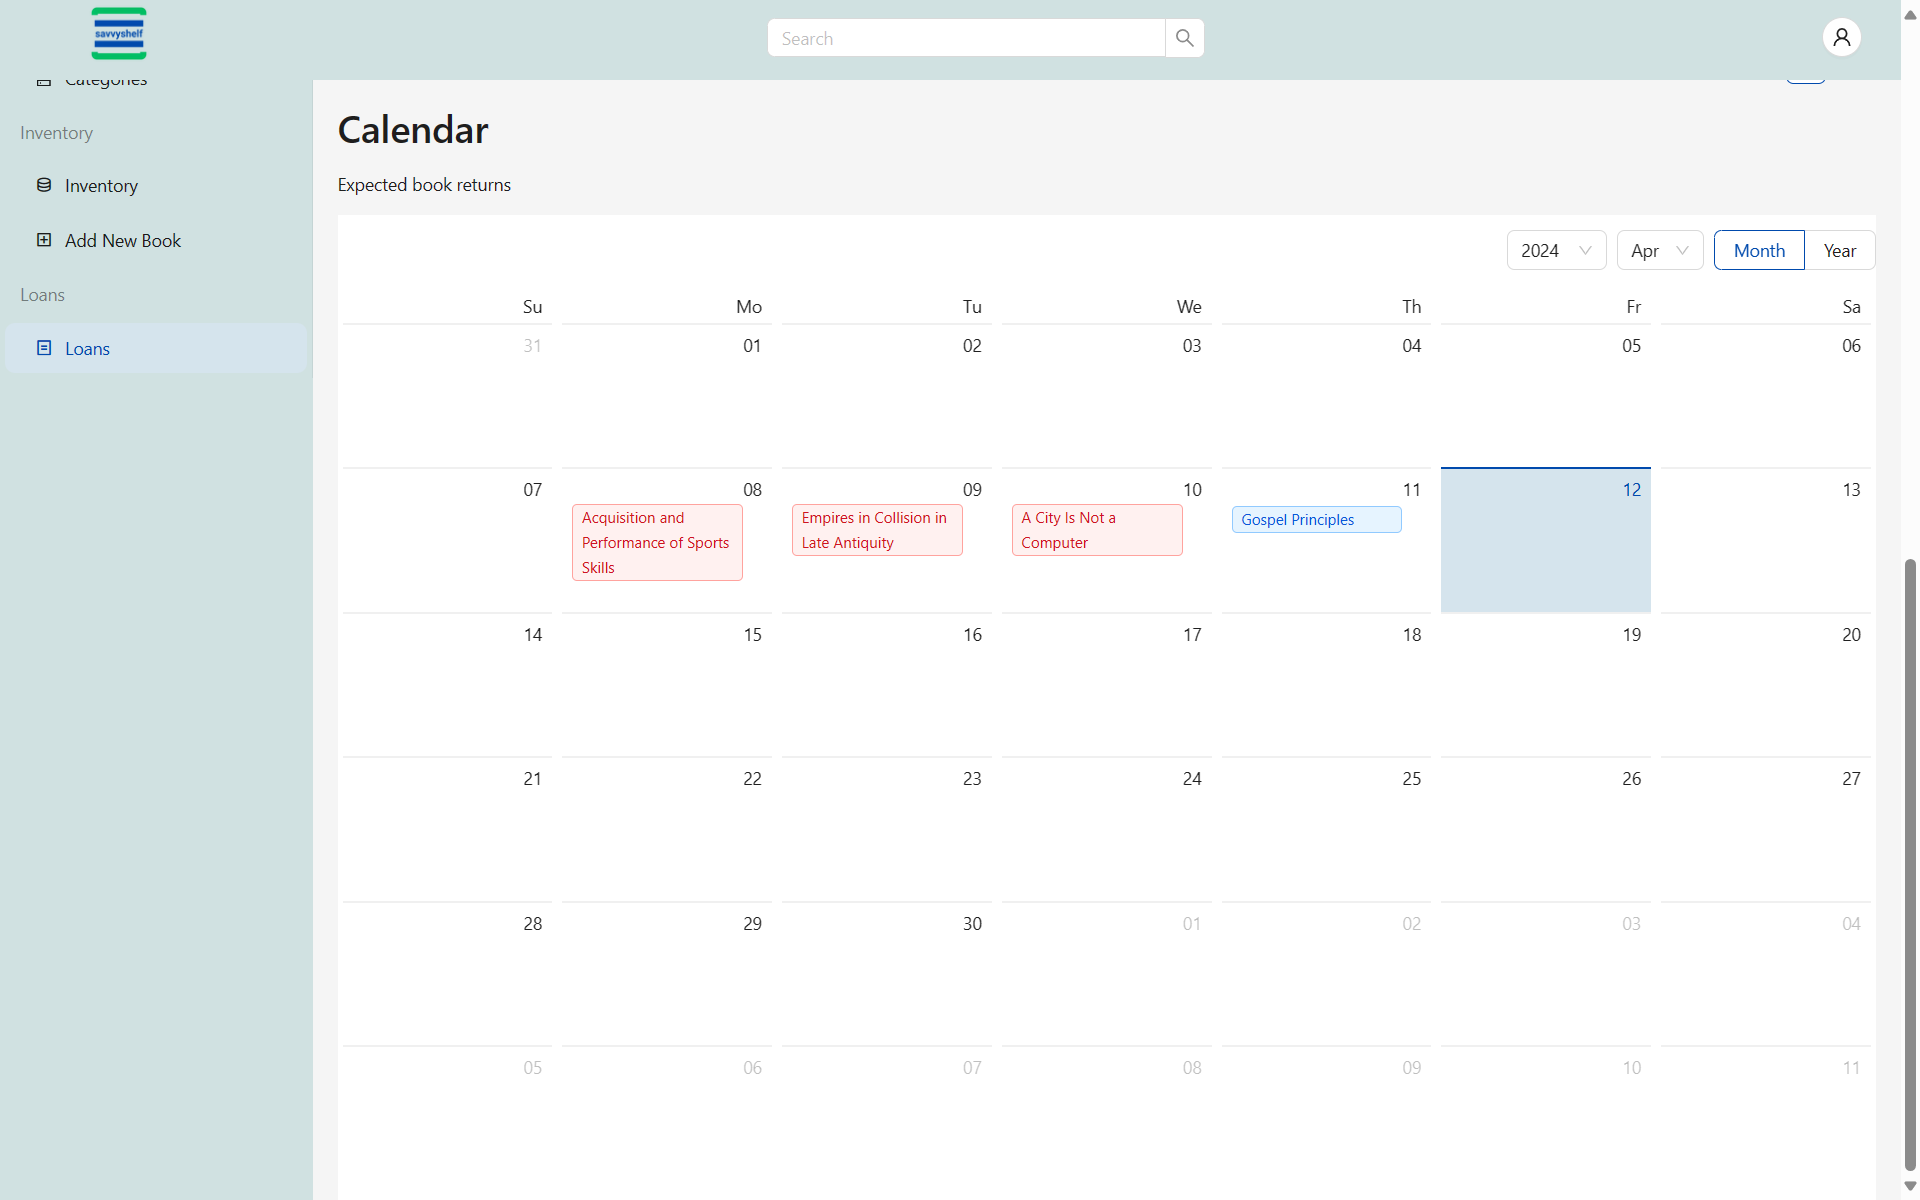 savvyshelf
Search
Categories
Inventory
Inventory
Add New Book
Loans
Loans
Calendar
Expected book returns
2024 Apr Month Year
Su Mo Tu We Th Fr Sa
31 01 02 03 04 05 06
07 08 09 10 11 12 13
Acquisition and
Performance of Sports
Skills
Empires in Collision in
Late Antiquity
A City Is Not a
Computer
Gospel Principles
14 15 16 17 18 19 20
21 22 23 24 25 26 27
28 29 30 01 02 03 04
05 06 07 08 09 10 11